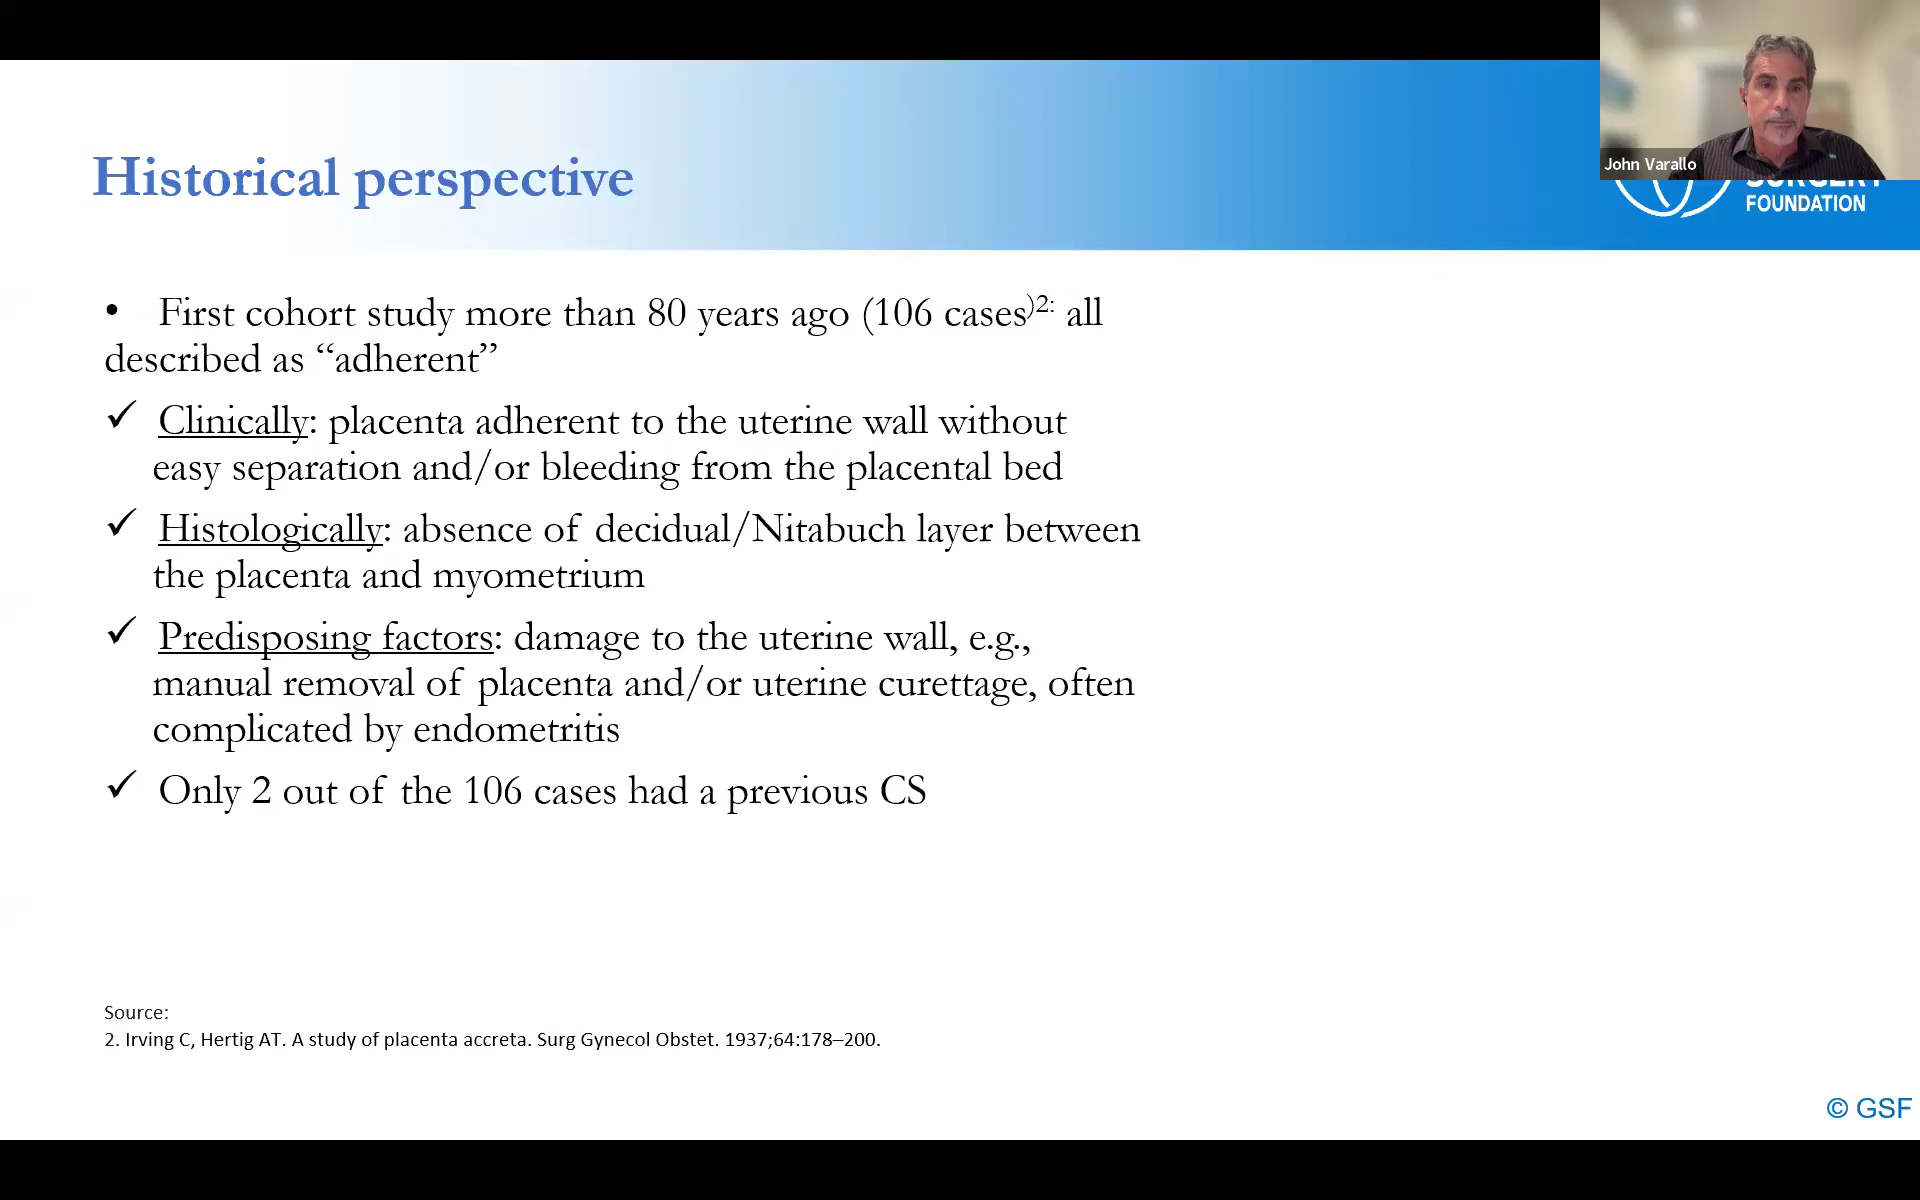 John Varallo
FOUNDATION
Historical perspective
• First cohort study more than 80 years ago (106 cases)2: all
described as “adherent”
✓ Clinically: placenta adherent to the uterine wall without
easy separation and/or bleeding from the placental bed
✓ Histologically: absence of decidual/Nitabuch layer between
the placenta and myometrium
✓ Predisposing factors: damage to the uterine wall, e.g.,
manual removal of placenta and/or uterine curettage, often
complicated by endometritis
✓ Only 2 out of the 106 cases had a previous CS
Source:
2. Irving C, Hertig AT. A study of placenta accreta. Surg Gynecol Obstet. 1937;64:178–200.
© GSF